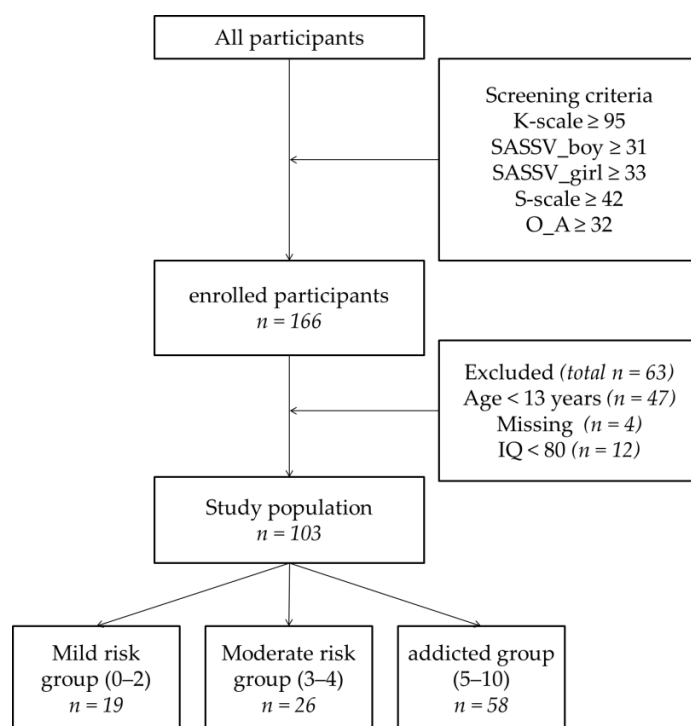 All participants
Screening criteria
K-scale ≥ 95
SASSV_boy ≥ 31
SASSV_girl ≥ 33
S-scale ≥ 42
O_A ≥ 32
enrolled participants
n = 166
Excluded (total n = 63)
Age < 13 years (n = 47)
Missing (n = 4)
IQ < 80 (n = 12)
Study population
n = 103
Mild risk
group (0–2)
n = 19
Moderate risk
group (3–4)
n = 26
addicted group
(5–10)
n = 58